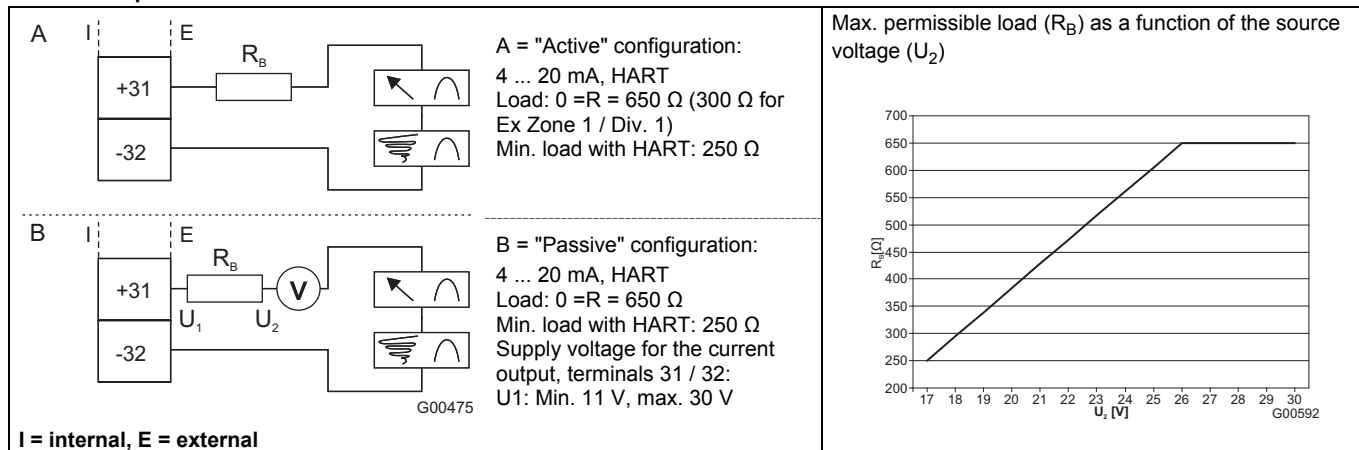 A
I
E
R_B
+31
-32
A = "Active" configuration:
4 ... 20 mA, HART
Load: 0 =R = 650 Ω (300 Ω for
Ex Zone 1 / Div. 1)
Min. load with HART: 250 Ω
B
I
E
R_B
V
+31
U₁
U₂
-32
G00475
B = "Passive" configuration:
4 ... 20 mA, HART
Load: 0 =R = 650 Ω
Min. load with HART: 250 Ω
Supply voltage for the current
output, terminals 31 / 32:
U1: Min. 11 V, max. 30 V
I = internal, E = external
Max. permissible load (R_B) as a function of the source
voltage (U₂)
700
650
600
550
500
450
400
350
300
250
200
R_B[Ω]
17 18 19 20 21 22 23 24 25 26 27 28 29 30
U₂ [V]
G00592